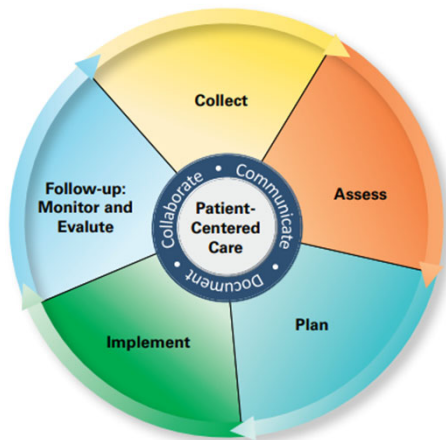 Collect
Assess
Plan
Implement
Follow-up:
Monitor and
Evalute
Patient-
Centered
Care
Collaborate • Communicate • Document •